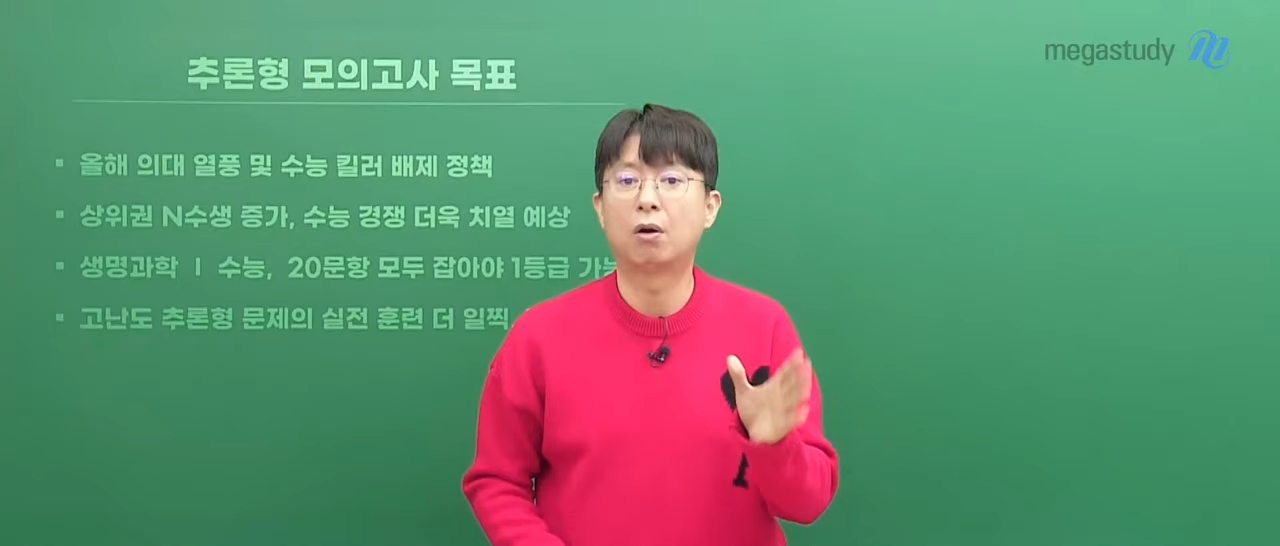 추론형 모의고사 목표
megastudy
▪ 올해 의대 열풍 및 수능 킬러 배제 정책
▪ 상위권 N수생 증가, 수능 경쟁 더욱 치열 예상
▪ 생명과학 Ⅰ 수능, 20문항 모두 잡아야 1등급
▪ 고난도 추론형 문제의 실전 훈련 더 일찍